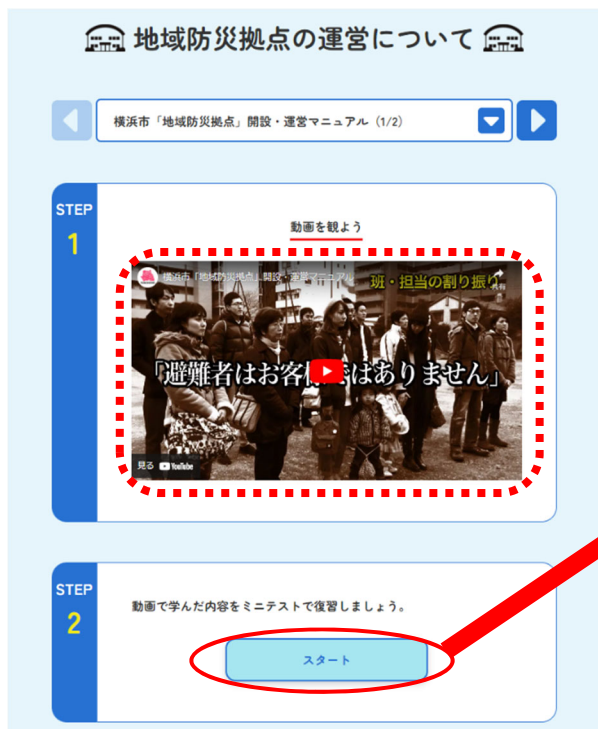 地域防災拠点の運営について
横浜市「地域防災拠点」開設・運営マニュアル（1/2）
STEP
1
動画を観よう
横浜市「地域防災拠点」開設・運営マニュアル
班・担当の割り振り
「避難者はお客様ではありません」
見る YouTube
STEP
2
動画で学んだ内容をミニテストで復習しましょう。
スタート